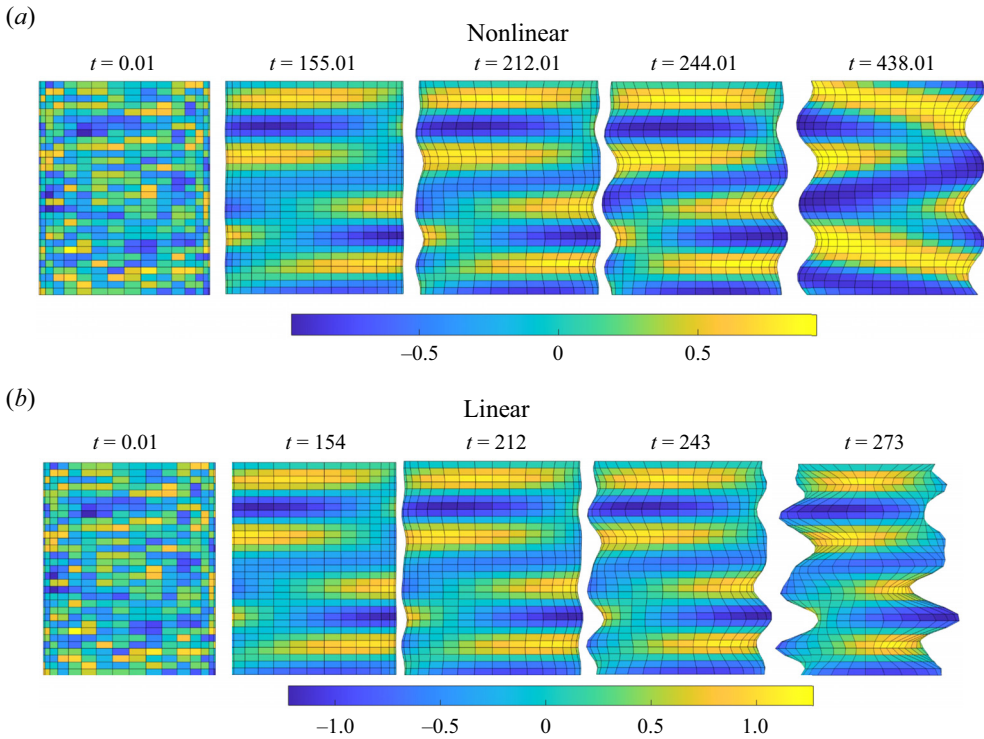 (a)
Nonlinear
t = 0.01 t = 155.01 t = 212.01 t = 244.01 t = 438.01
–0.5 0 0.5
(b)
Linear
t = 0.01 t = 154 t = 212 t = 243 t = 273
–1.0 –0.5 0 0.5 1.0